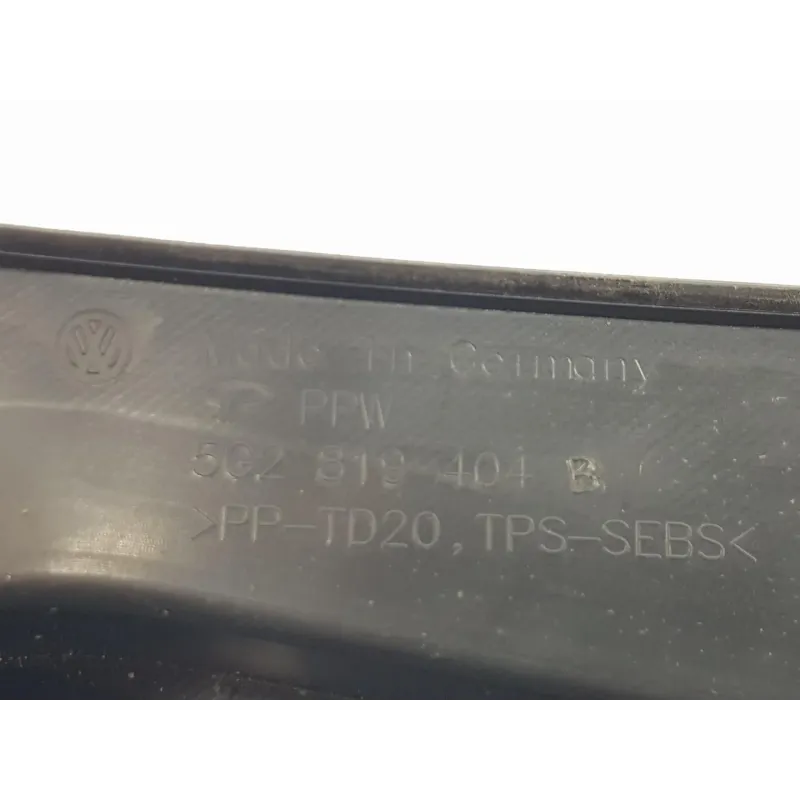 Made in Germany
PPW
5G2 819 404 B
>PP-TD20, TPS-SEBS<